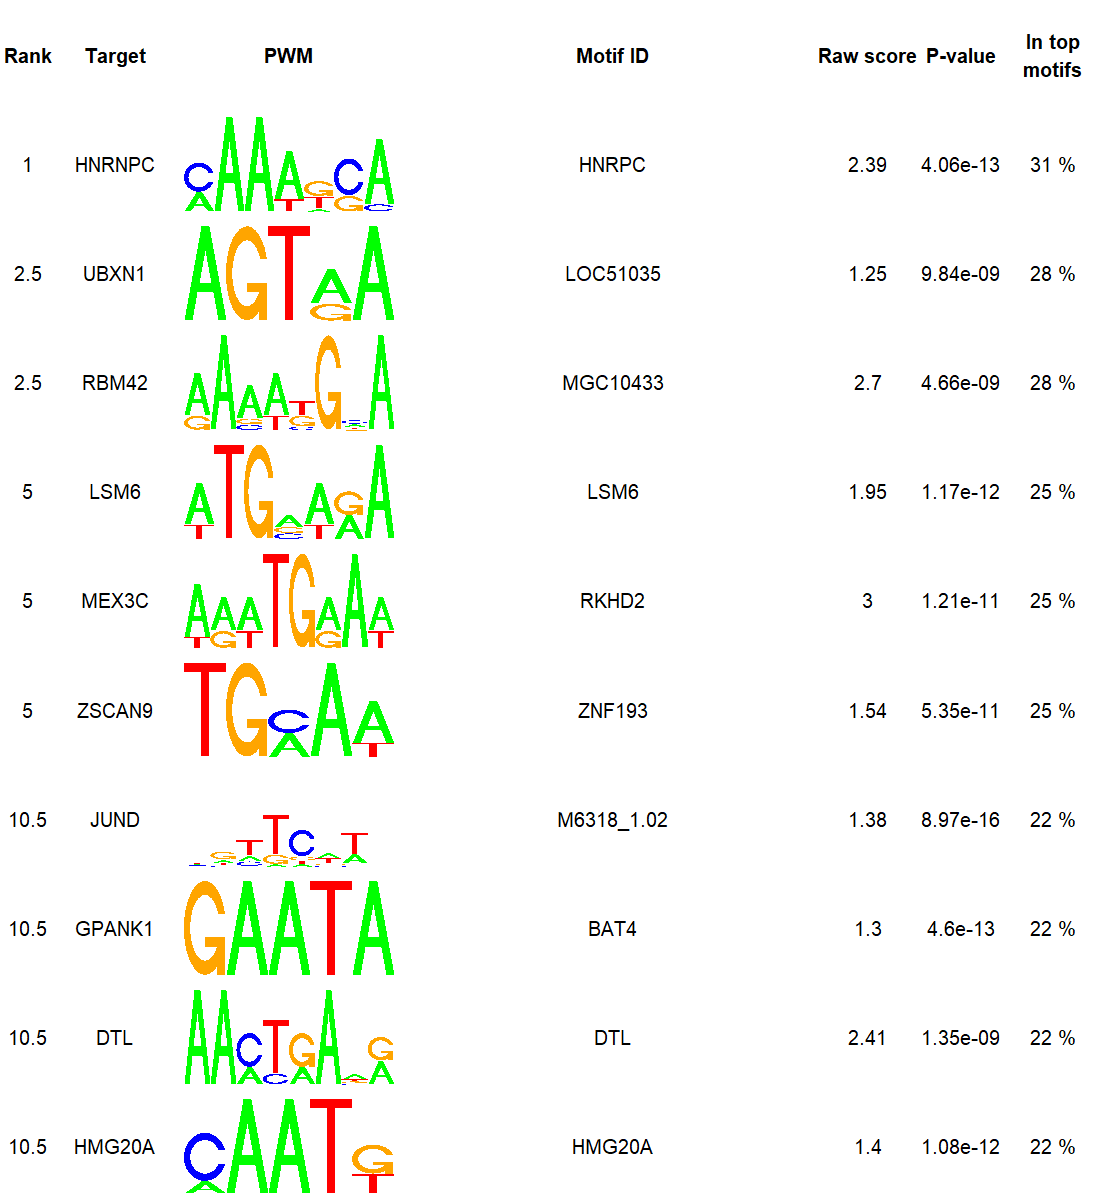 Rank Target PWM Motif ID Raw score P-value In top motifs
1 HNRNPC HNRPC 2.39 4.06e-13 31 %
2.5 UBXN1 AGTAA G LOC51035 1.25 9.84e-09 28 %
2.5 RBM42 MGC10433 2.7 4.66e-09 28 %
5 LSM6 LSM6 1.95 1.17e-12 25 %
5 MEX3C RKHD2 3 1.21e-11 25 %
5 ZSCAN9 TGCAA A T ZNF193 1.54 5.35e-11 25 %
10.5 JUND M6318_1.02 1.38 8.97e-16 22 %
10.5 GPANK1 GAATA BAT4 1.3 4.6e-13 22 %
10.5 DTL DTL 2.41 1.35e-09 22 %
10.5 HMG20A CAATG A T HMG20A 1.4 1.08e-12 22 %